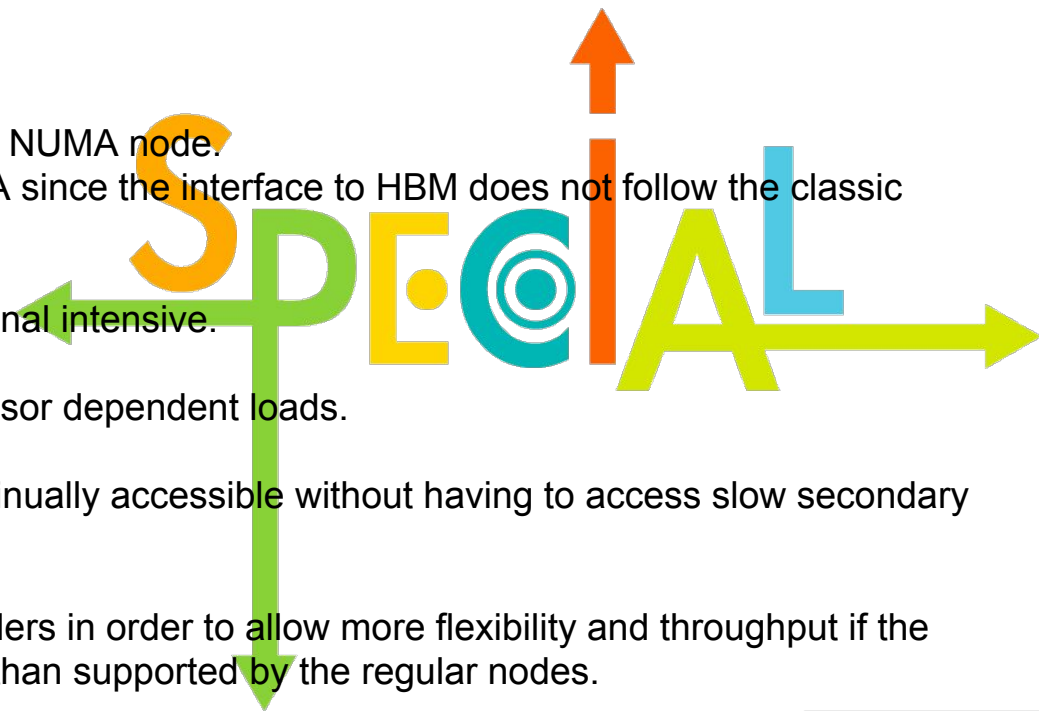 NUMA node.
A since the interface to HBM does not follow the classic
SPECIAL
nal intensive.
sor dependent loads.
inually accessible without having to access slow secondary
lers in order to allow more flexibility and throughput if the
han supported by the regular nodes.